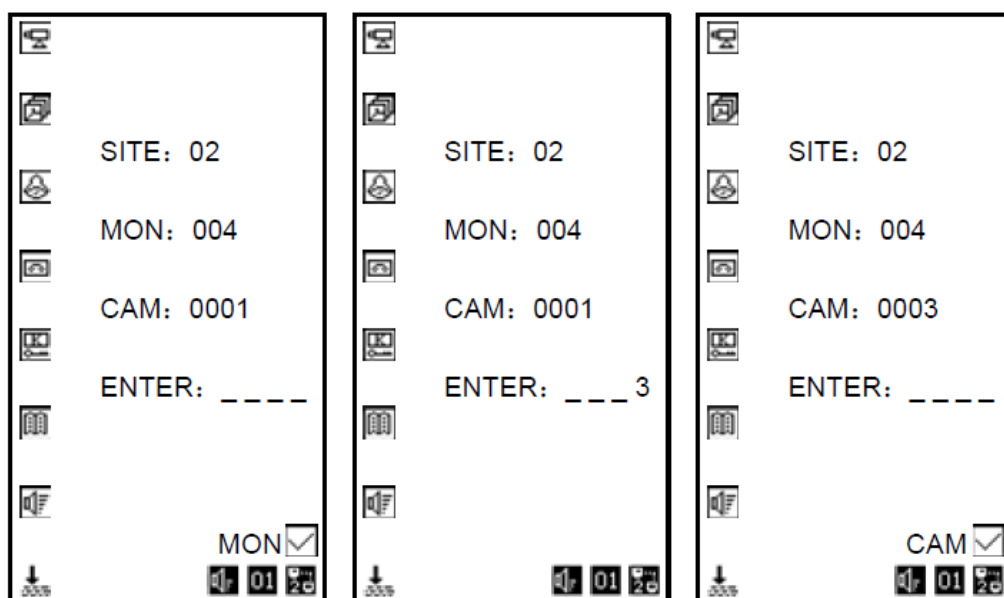 SITE：02
MON：004
CAM：0001
ENTER：_ _ _ _
MON
01
SITE：02
MON：004
CAM：0001
ENTER：_ _ _ 3
01
SITE：02
MON：004
CAM：0003
ENTER：_ _ _ _
CAM
01